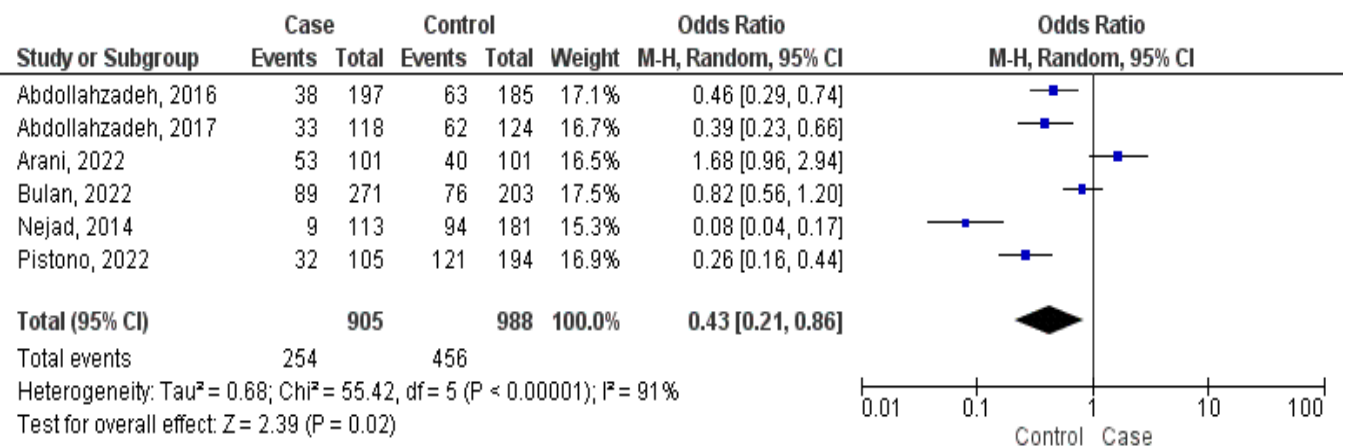 Case Control Odds Ratio Odds Ratio
Study or Subgroup Events Total Events Total Weight M-H, Random, 95% CI M-H, Random, 95% CI
Abdollahzadeh, 2016 38 197 63 185 17.1% 0.46 [0.29, 0.74]
Abdollahzadeh, 2017 33 118 62 124 16.7% 0.39 [0.23, 0.66]
Arani, 2022 53 101 40 101 16.5% 1.68 [0.96, 2.94]
Bulan, 2022 89 271 76 203 17.5% 0.82 [0.56, 1.20]
Nejad, 2014 9 113 94 181 15.3% 0.08 [0.04, 0.17]
Pistono, 2022 32 105 121 194 16.9% 0.26 [0.16, 0.44]
Total (95% CI) 905 988 100.0% 0.43 [0.21, 0.86]
Total events 254 456
Heterogeneity: Tau² = 0.68; Chi² = 55.42, df = 5 (P < 0.00001); I² = 91%
Test for overall effect: Z = 2.39 (P = 0.02)
0.01 0.1 1 10 100
Control Case